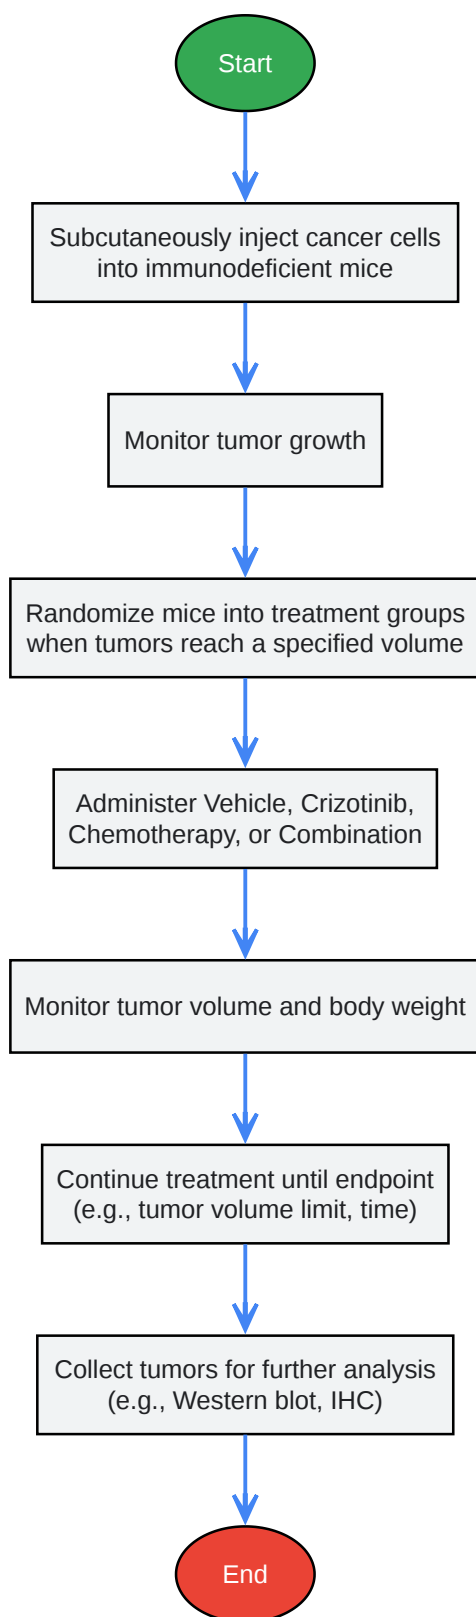 Start
Subcutaneously inject cancer cells
into immunodeficient mice
Monitor tumor growth
Randomize mice into treatment groups
when tumors reach a specified volume
Administer Vehicle, Crizotinib,
Chemotherapy, or Combination
Monitor tumor volume and body weight
Continue treatment until endpoint
(e.g., tumor volume limit, time)
Collect tumors for further analysis
(e.g., Western blot, IHC)
End